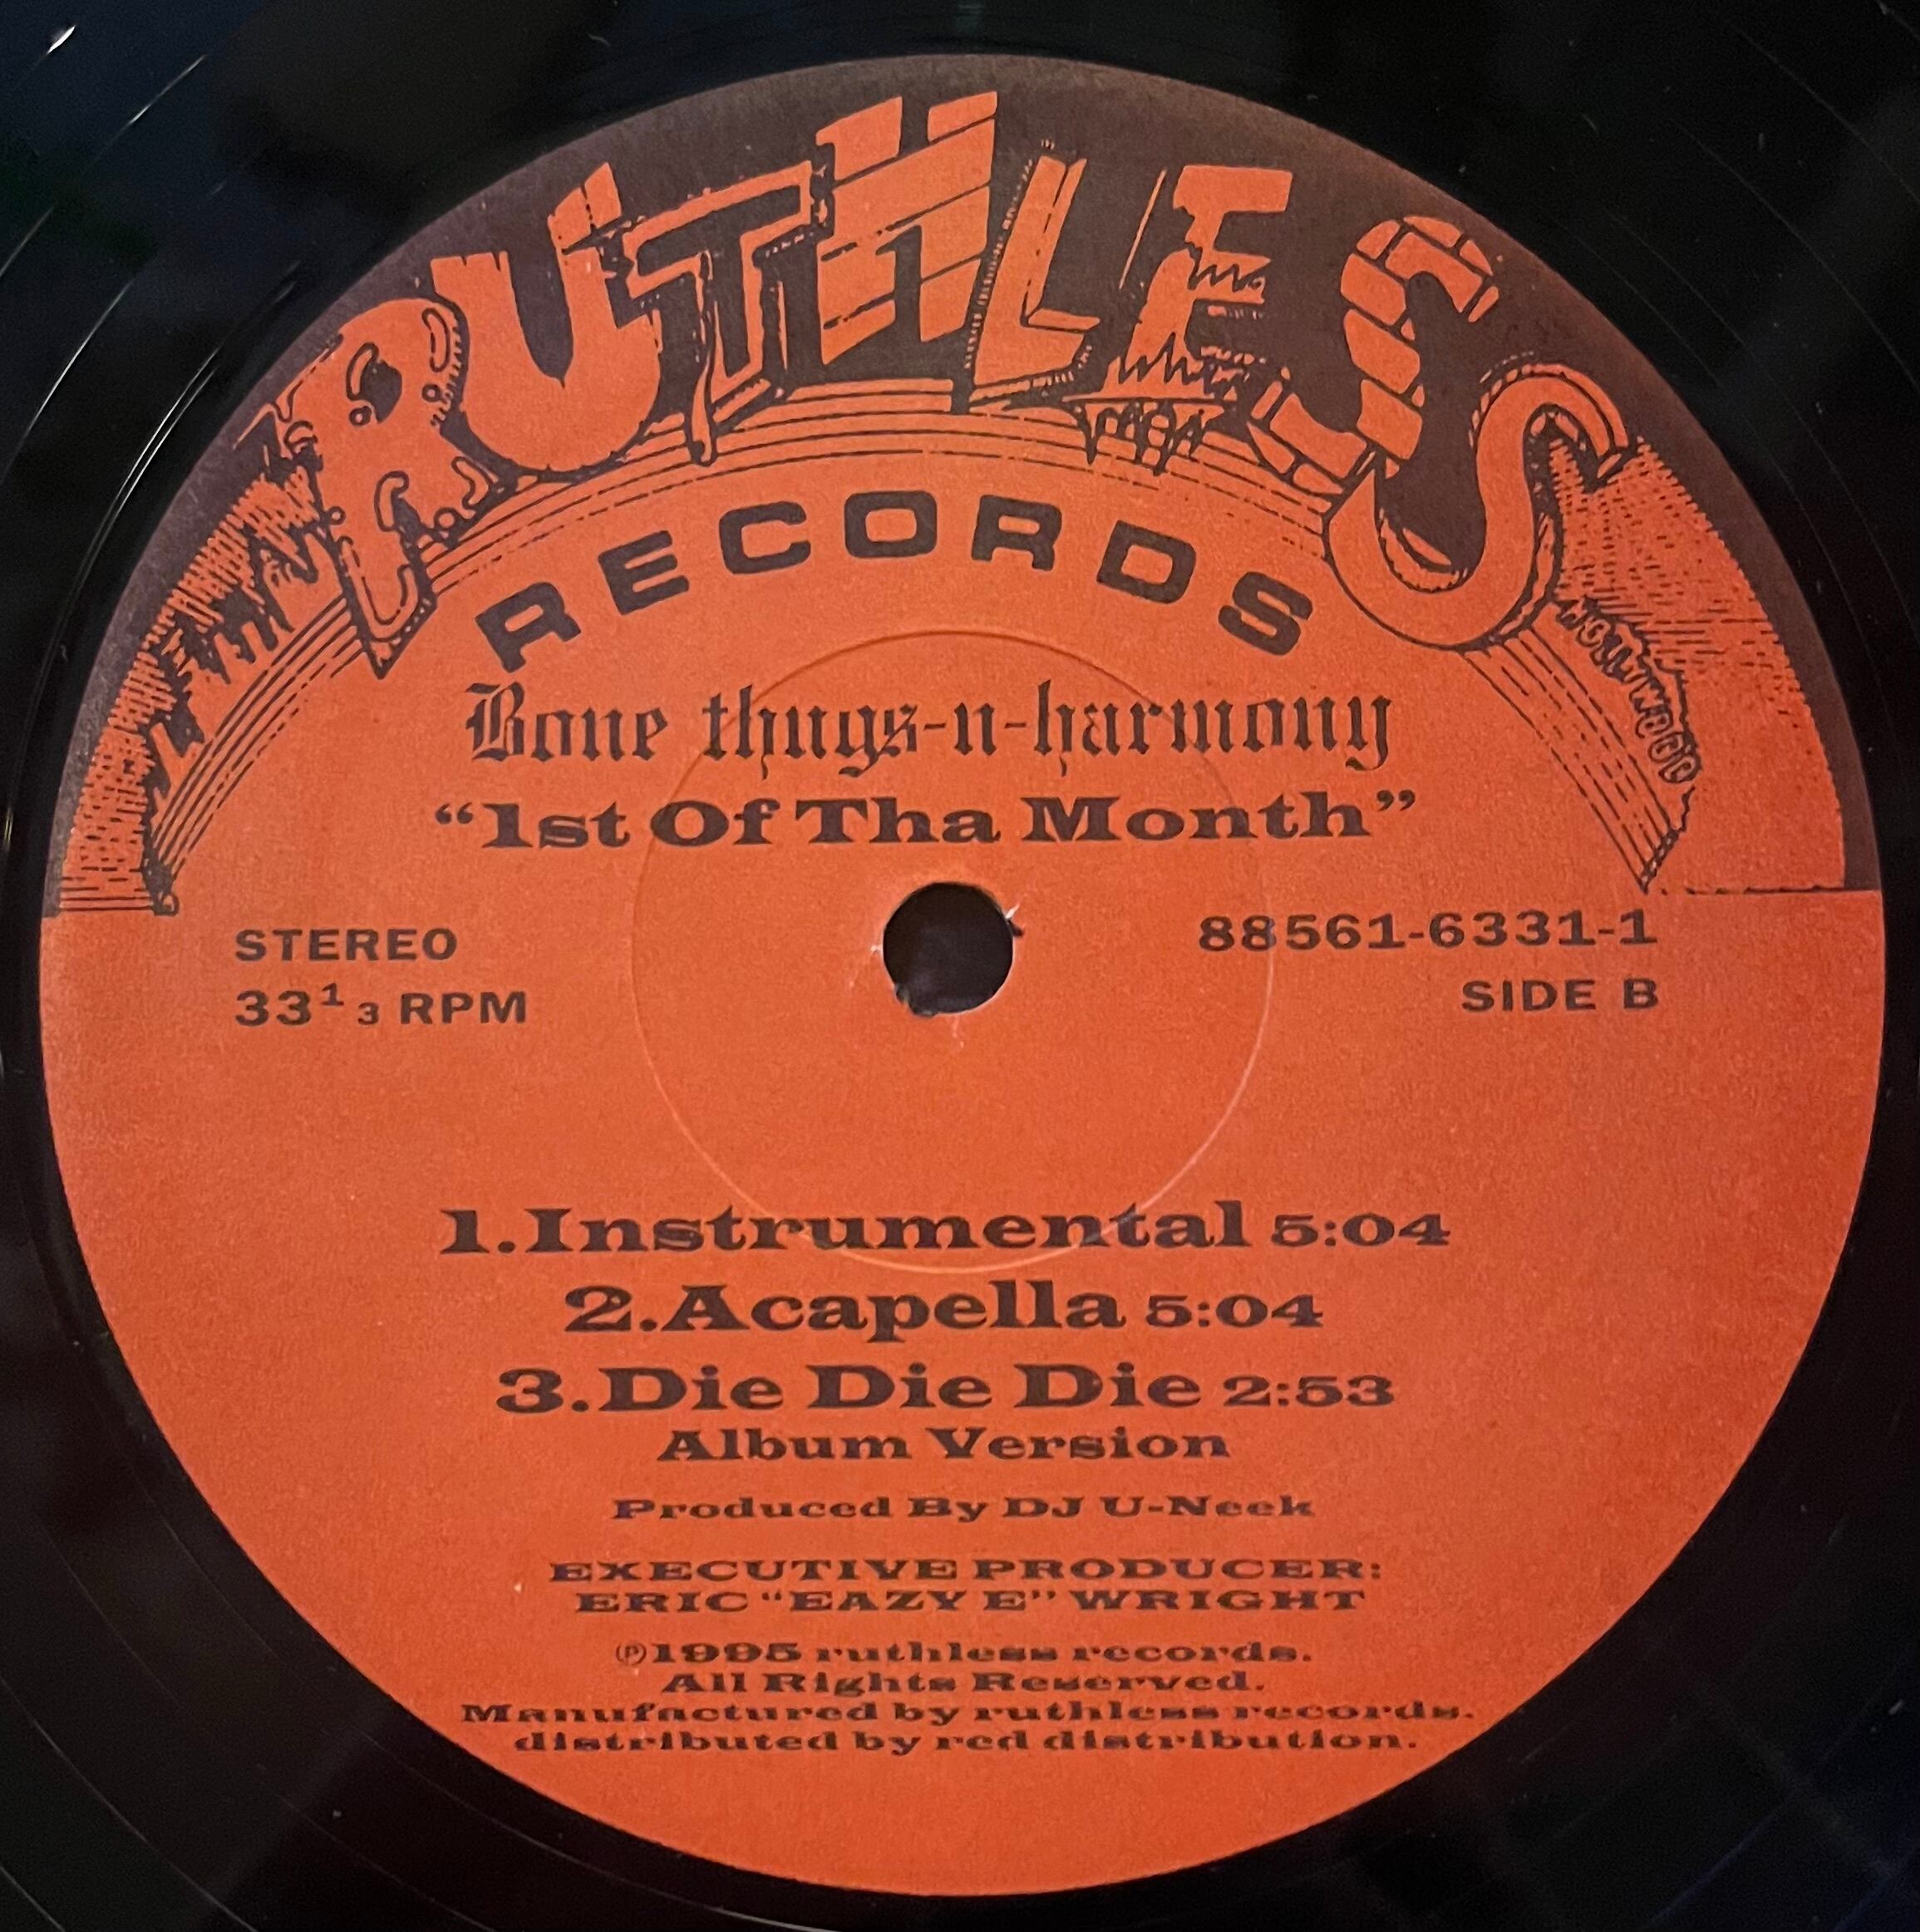 RUTHLESS
RECORDS
HOLLYWOOD
Bone thugs-n-harmony
“1st Of Tha Month”
STEREO
33 1 3 RPM
88561-6331-1
SIDE B
1.Instrumental 5:04
2.Acapella 5:04
3.Die Die Die 2:53
Album Version
Produced By DJ U-Neek
EXECUTIVE PRODUCER:
ERIC “EAZY E” WRIGHT
℗1995 ruthless records.
All Rights Reserved.
Manufactured by ruthless records.
distributed by red distribution.